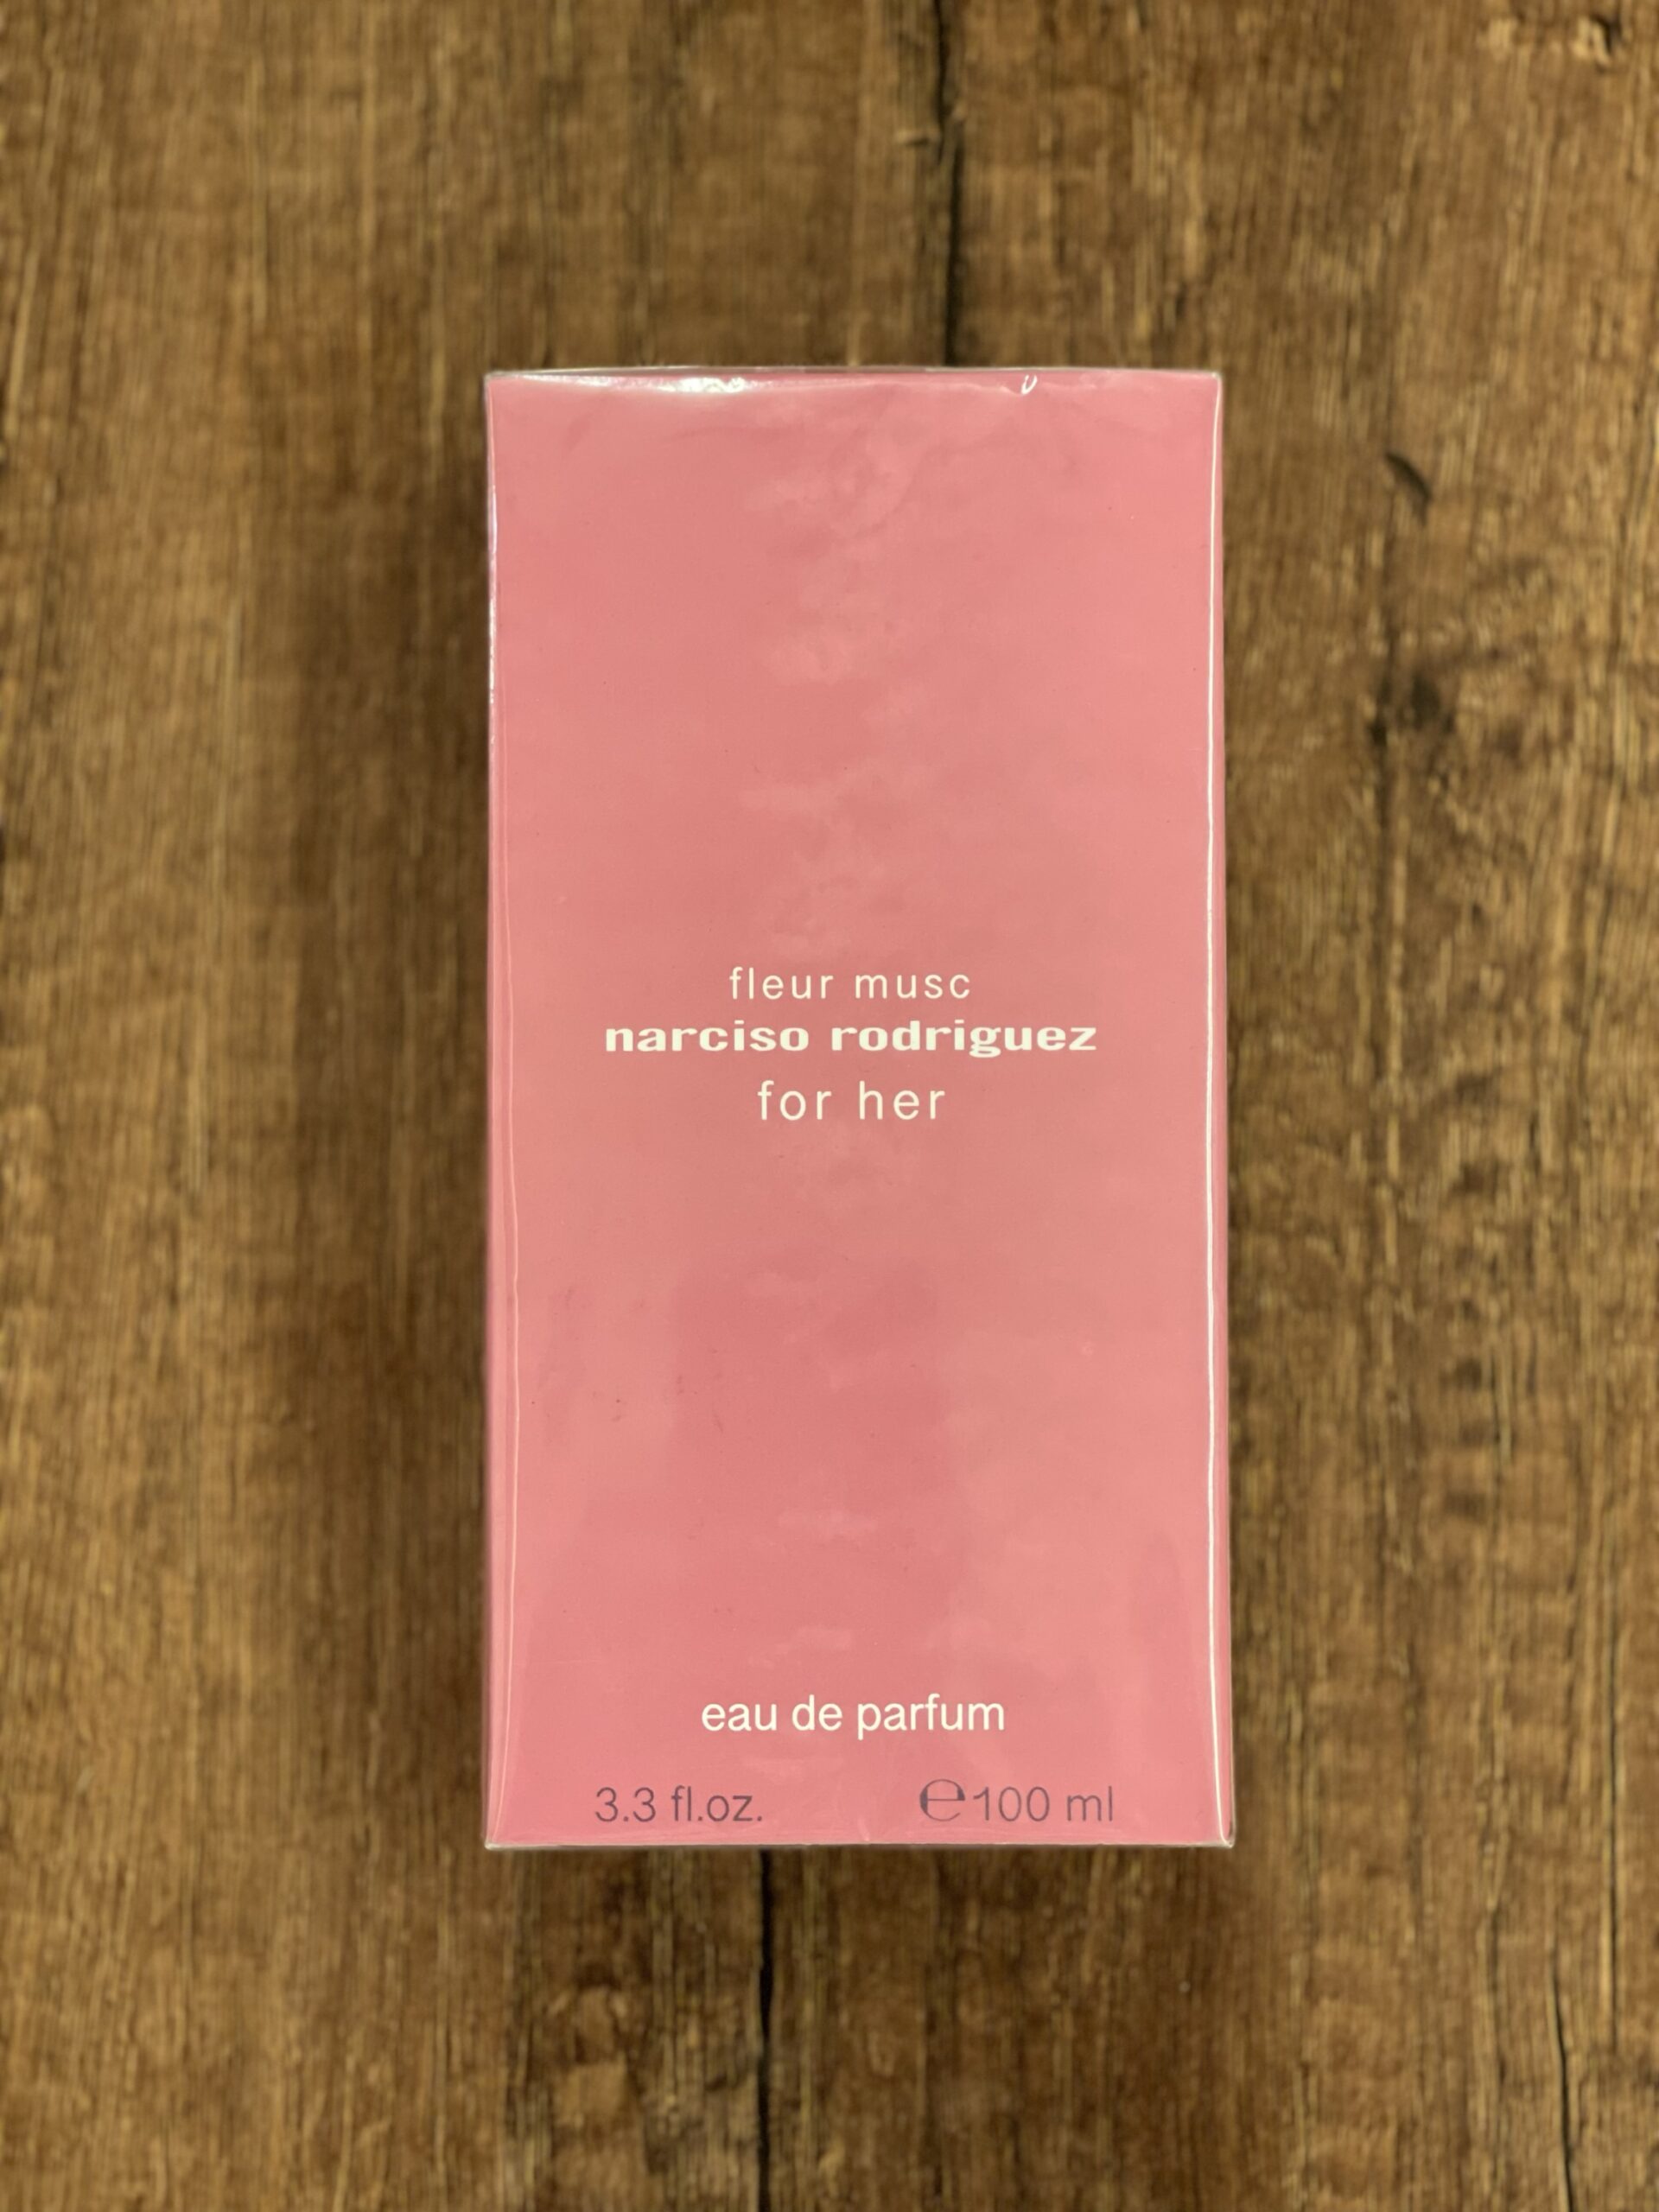 fleur musc
narciso rodriguez
for her
eau de parfum
3.3 fl.oz. ℮100 ml